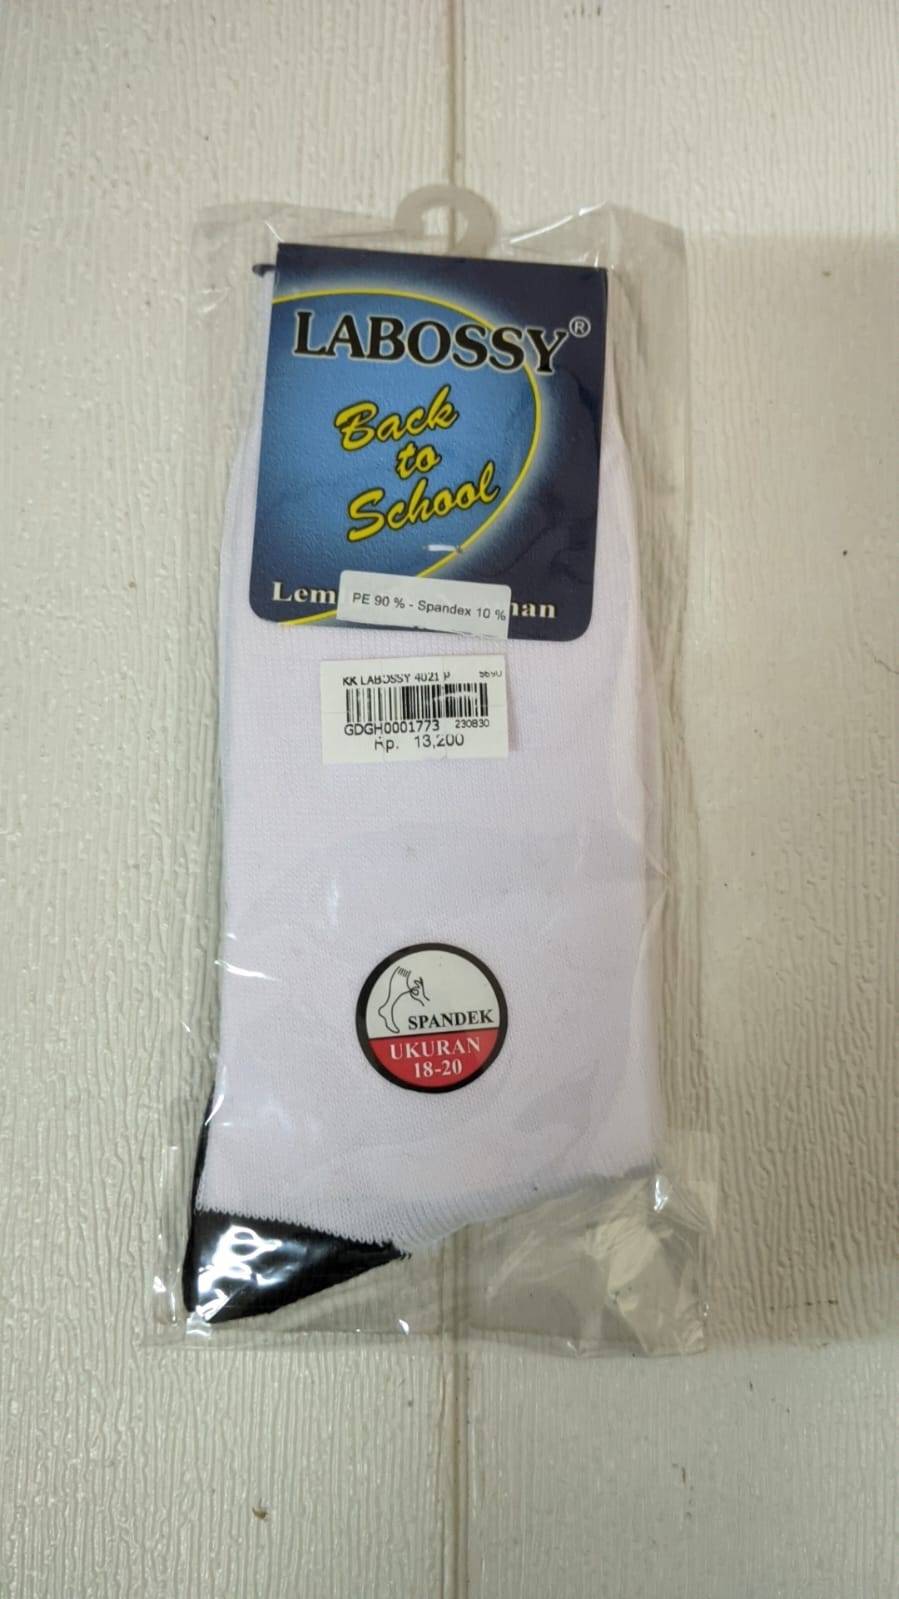 LABOSSY®
Back
to
School
Lem
PE 90 % - Spandex 10 %
nan
KK LABOSSY 4021 P
GDGH0001773 230830
Rp. 13,200
SPANDEK
UKURAN
18-20